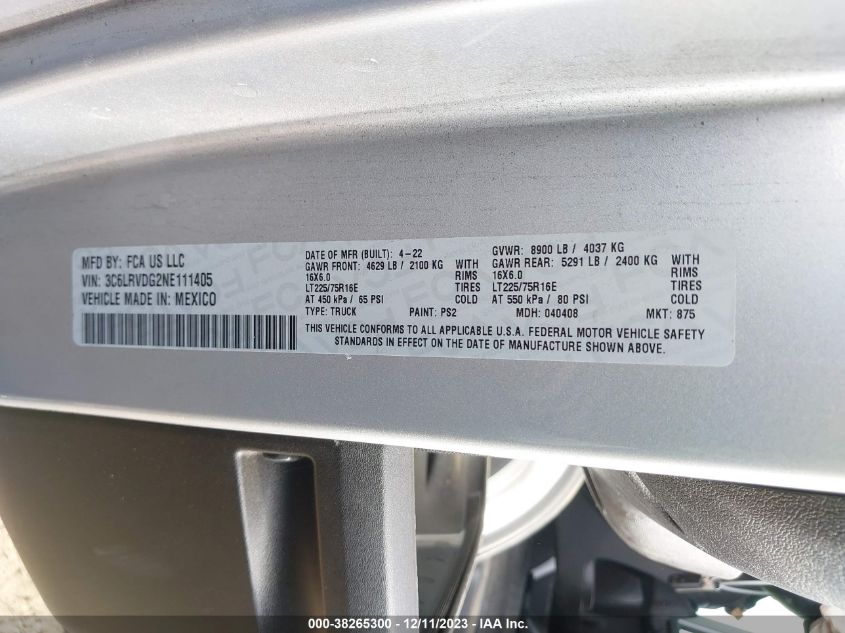 MFD BY: FCA US LLC
VIN: 3C6LRVDG2NE111405
VEHICLE MADE IN: MEXICO
DATE OF MFR (BUILT): 4-22
GVWR: 8900 LB / 4037 KG
GAWR FRONT: 4629 LB / 2100 KG WITH
GAWR REAR: 5291 LB / 2400 KG WITH
16X6.0 RIMS
16X6.0 RIMS
LT225/75R16E TIRES
LT225/75R16E TIRES
AT 450 kPa / 65 PSI COLD
AT 550 kPa / 80 PSI COLD
TYPE: TRUCK PAINT: PS2 MDH: 040408 MKT: 875
THIS VEHICLE CONFORMS TO ALL APPLICABLE U.S.A. FEDERAL MOTOR VEHICLE SAFETY
STANDARDS IN EFFECT ON THE DATE OF MANUFACTURE SHOWN ABOVE.
000-38265300 - 12/11/2023 - IAA Inc.